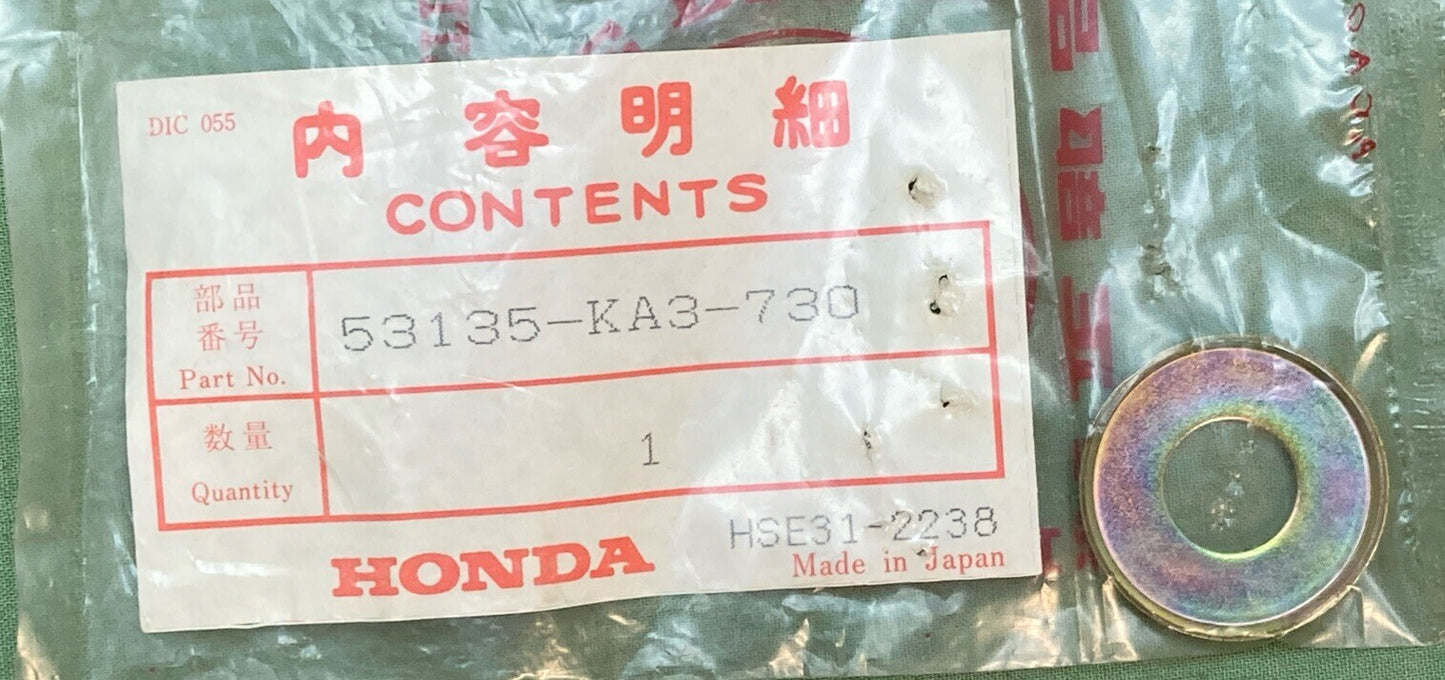 DIC 055
内容明細
CONTENTS
部品
番号
Part No.
53135-KA3-730
数量
Quantity
1
HSE31-2238
HONDA
Made in Japan